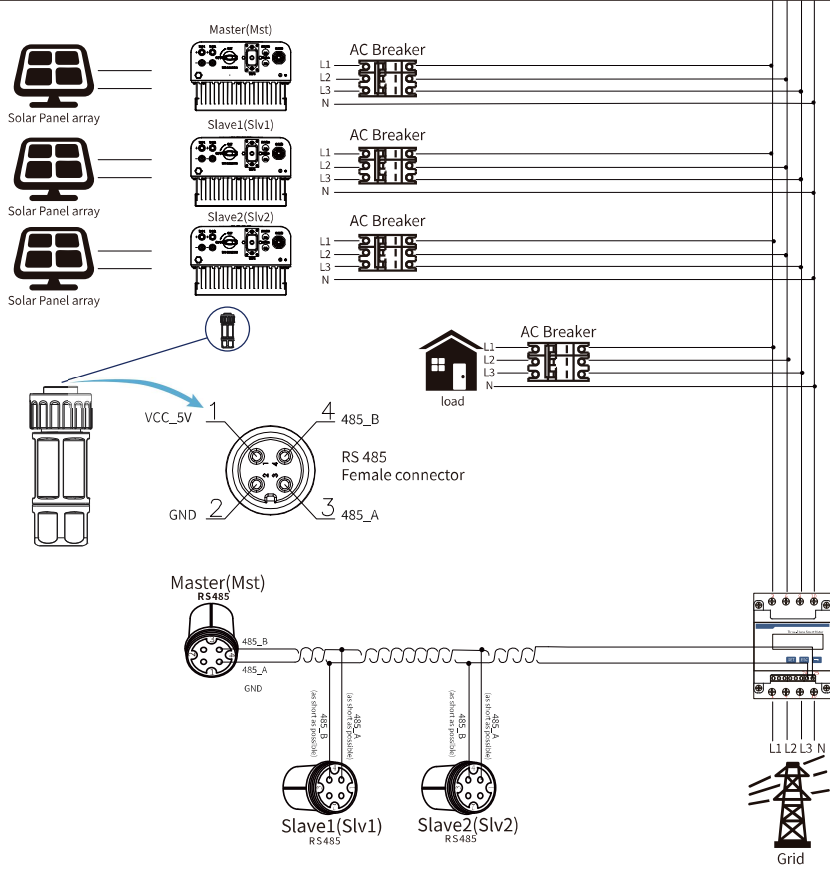 Master(Mst)
AC Breaker
L1
L2
L3
N
Solar Panel array
Slave1(Slv1)
AC Breaker
L1
L2
L3
N
Solar Panel array
Slave2(Slv2)
AC Breaker
L1
L2
L3
N
Solar Panel array
AC Breaker
L1
L2
L3
N
load
VCC_5V 1
4 485_B
1 4
2 3
RS 485
Female connector
GND 2
3 485_A
Master(Mst)
RS485
485_B
485_A
GND
485_B
(as short as possible)
485_A
(as short as possible)
485_B
(as short as possible)
485_A
(as short as possible)
Slave1(Slv1)
RS485
Slave2(Slv2)
RS485
L1 L2 L3 N
Grid